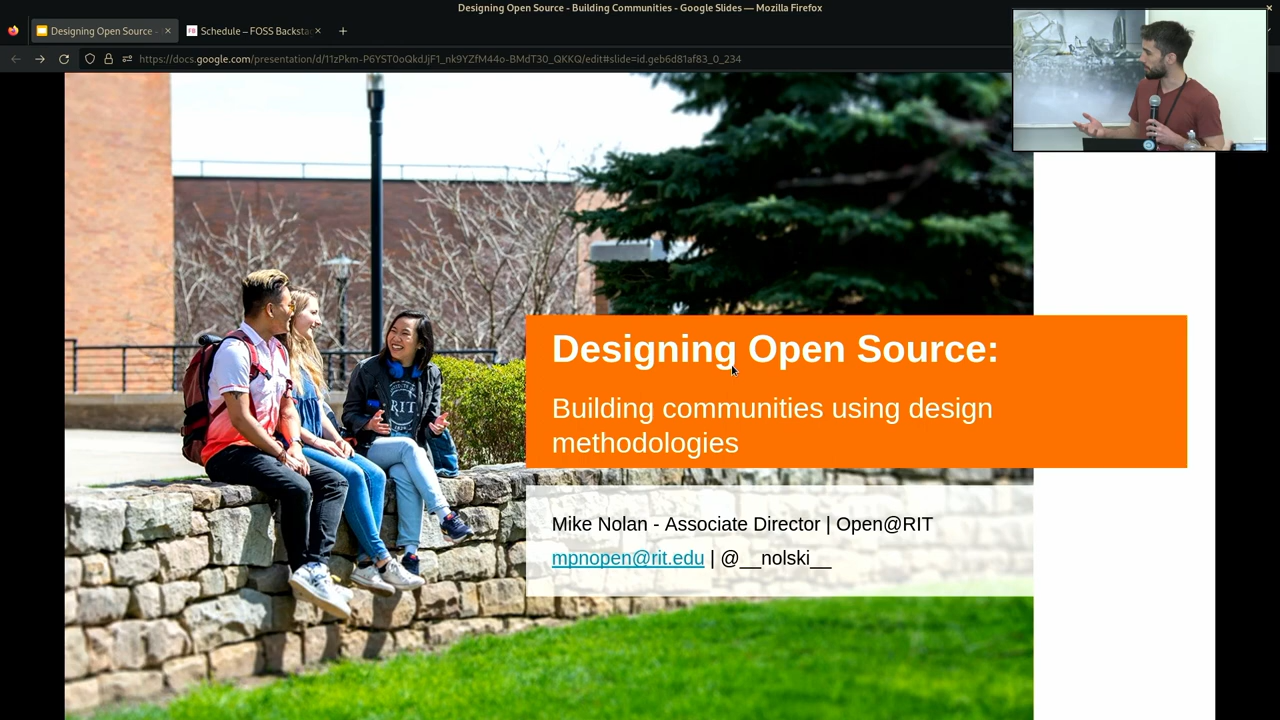 Designing Open Source - Building Communities - Google Slides — Mozilla Firefox
Designing Open Source -
Schedule – FOSS Backsta
https://docs.google.com/presentation/d/11zPkm-P6YST0oQkdJjF1_nk9YZfM44o-BMdT30_QKKQ/edit#slide=id.geb6d81af83_0_234
RIT
Designing Open Source:
Building communities using design
methodologies
Mike Nolan - Associate Director | Open@RIT
mpnopen@rit.edu | @__nolski__